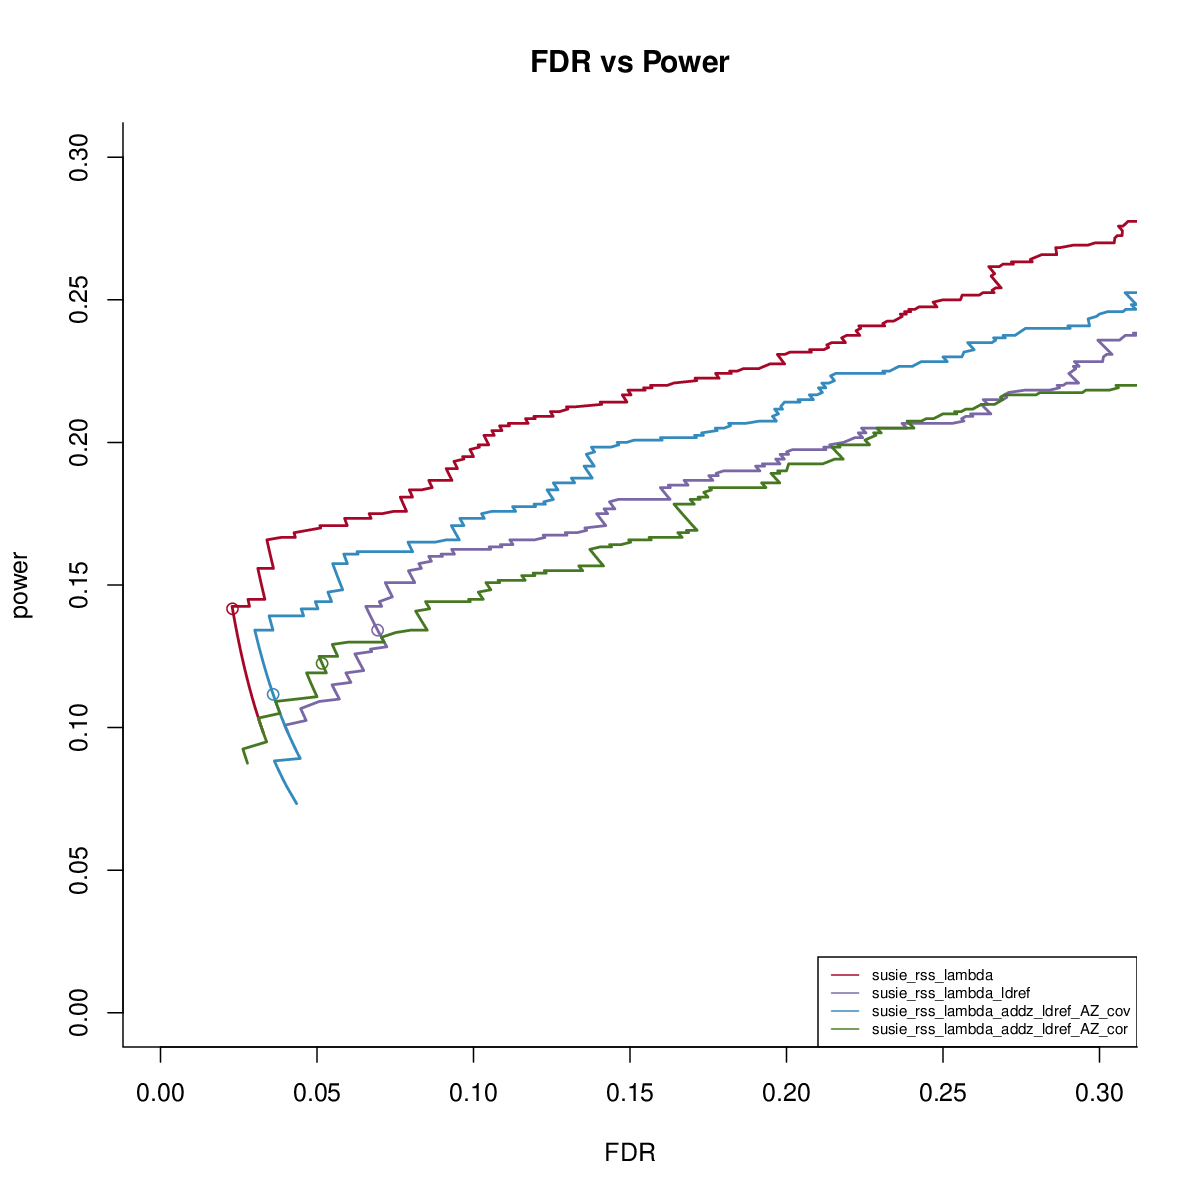 FDR vs Power
power
0.30
0.25
0.20
0.15
0.10
0.05
0.00
susie_rss_lambda
susie_rss_lambda_ldref
susie_rss_lambda_addz_ldref_AZ_cov
susie_rss_lambda_addz_ldref_AZ_cor
0.00 0.05 0.10 0.15 0.20 0.25 0.30
FDR